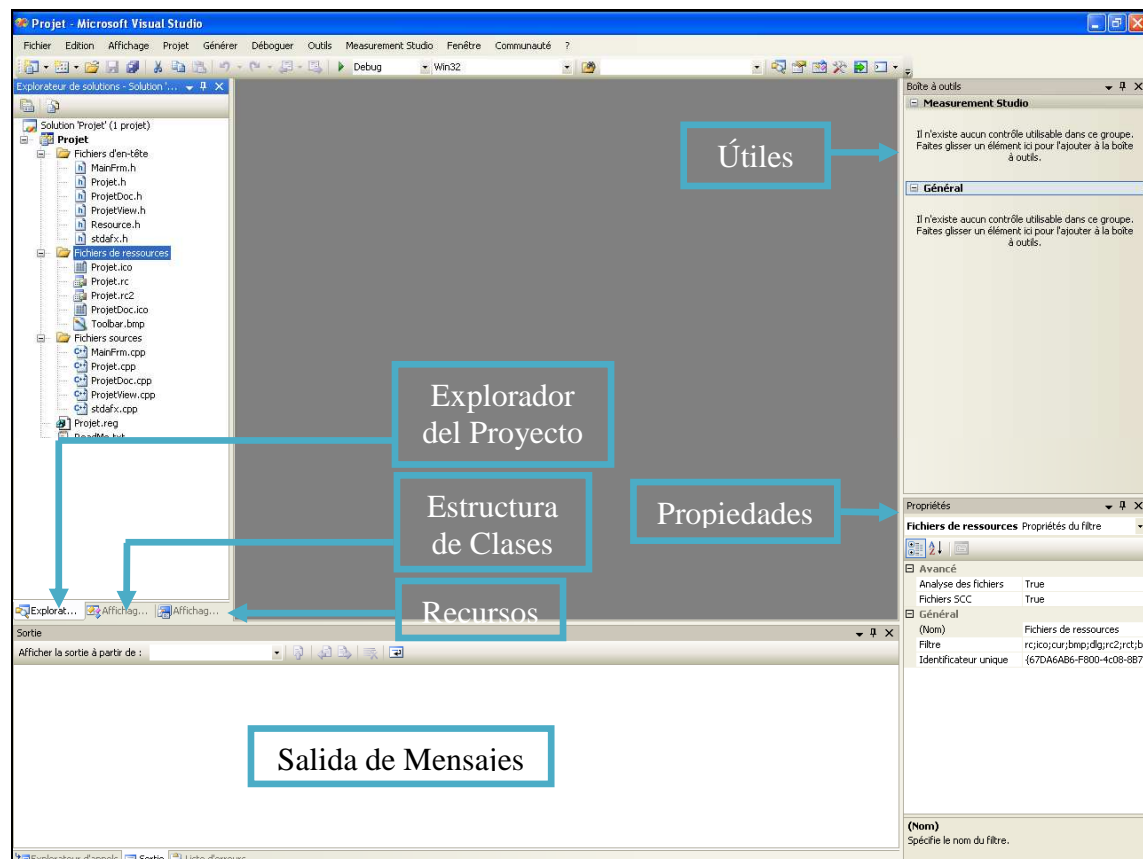 Projet - Microsoft Visual Studio
Fichier Edition Affichage Projet Générer Déboguer Outils Measurement Studio Fenêtre Communauté ?
Debug Win32
Explorateur de solutions - Solution '...
Solution 'Projet' (1 projet)
Projet
Fichiers d'en-tête
MainFrm.h
Projet.h
ProjetDoc.h
ProjetView.h
Resource.h
stdafx.h
Fichiers de ressources
Projet.ico
Projet.rc
Projet.rc2
ProjetDoc.ico
Toolbar.bmp
Fichiers sources
MainFrm.cpp
Projet.cpp
ProjetDoc.cpp
ProjetView.cpp
stdafx.cpp
Projet.reg
ReadMe.txt
Explorat... Affichag... Affichag...
Útiles
Explorador
del Proyecto
Estructura
de Clases
Recursos
Propiedades
Boîte à outils
Measurement Studio
Il n'existe aucun contrôle utilisable dans ce groupe.
Faites glisser un élément ici pour l'ajouter à la boîte
à outils.
Général
Il n'existe aucun contrôle utilisable dans ce groupe.
Faites glisser un élément ici pour l'ajouter à la boîte
à outils.
Propriétés
Fichiers de ressources Propriétés du filtre
Avancé
Analyse des fichiers True
Fichiers SCC True
Général
(Nom) Fichiers de ressources
Filtre rc;ico;cur;bmp;dlg;rc2;rct;b
Identificateur unique {67DA6AB6-F800-4c08-8B7
(Nom)
Spécifie le nom du filtre.
Sortie
Afficher la sortie à partir de :
Salida de Mensajes
Explorateur d'appels Sortie Liste d'erreurs